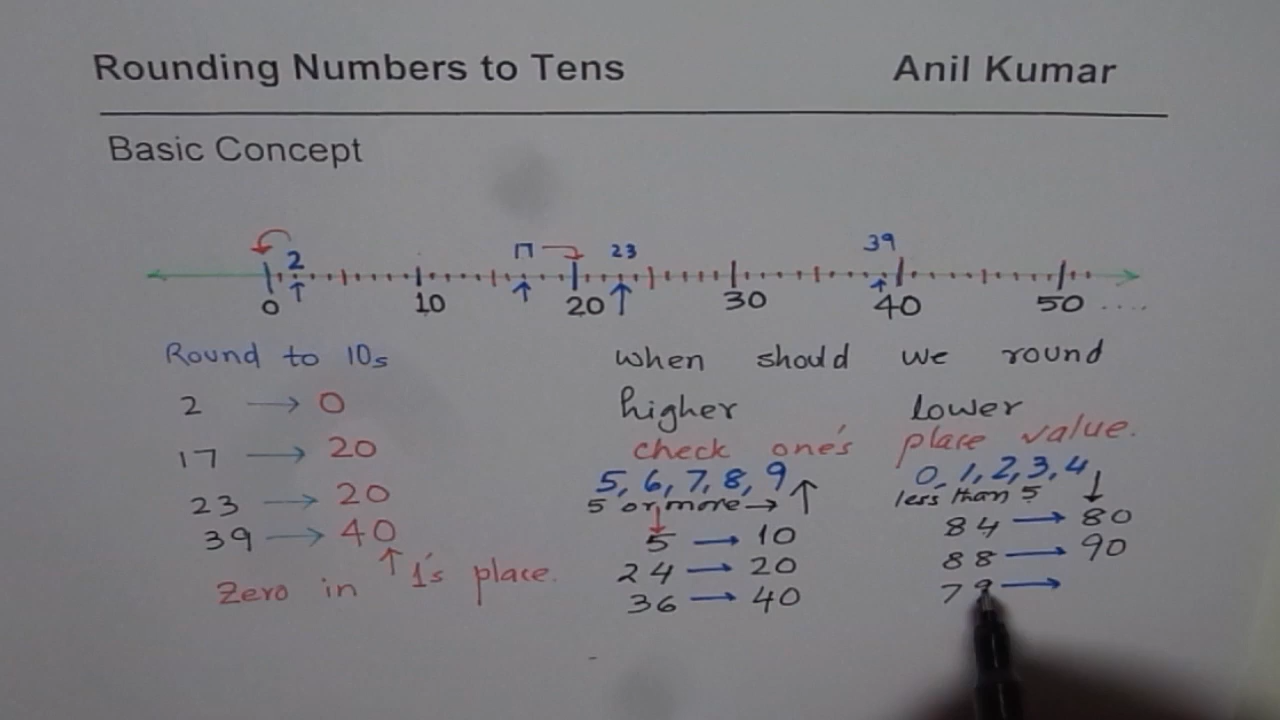 Rounding Numbers to Tens Anil Kumar
Basic Concept
2 17 23 39
0 10 20 30 40 50 ....
Round to 10s
2 → 0
17 → 20
23 → 20
39 → 40
Zero in ↑ 1's place.
when should we round
higher lower
check one's place value.
5, 6, 7, 8, 9 ↑
5 or more →
5 → 10
24 → 20
36 → 40
0, 1, 2, 3, 4 ↓
less than 5
84 → 80
88 → 90
7 →